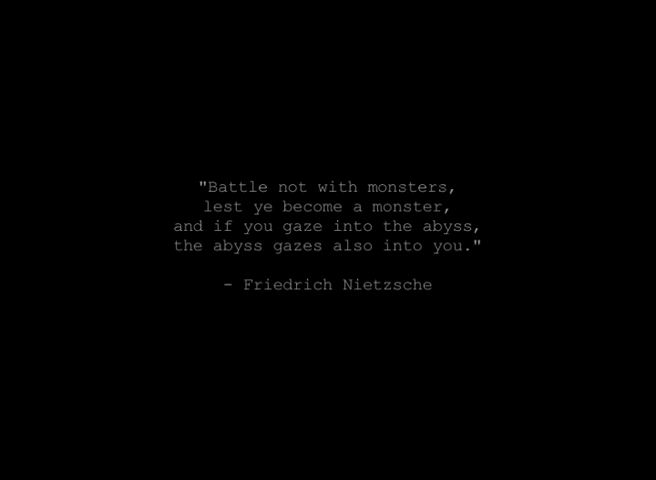 "Battle not with monsters,
lest ye become a monster,
and if you gaze into the abyss,
the abyss gazes also into you."
- Friedrich Nietzsche